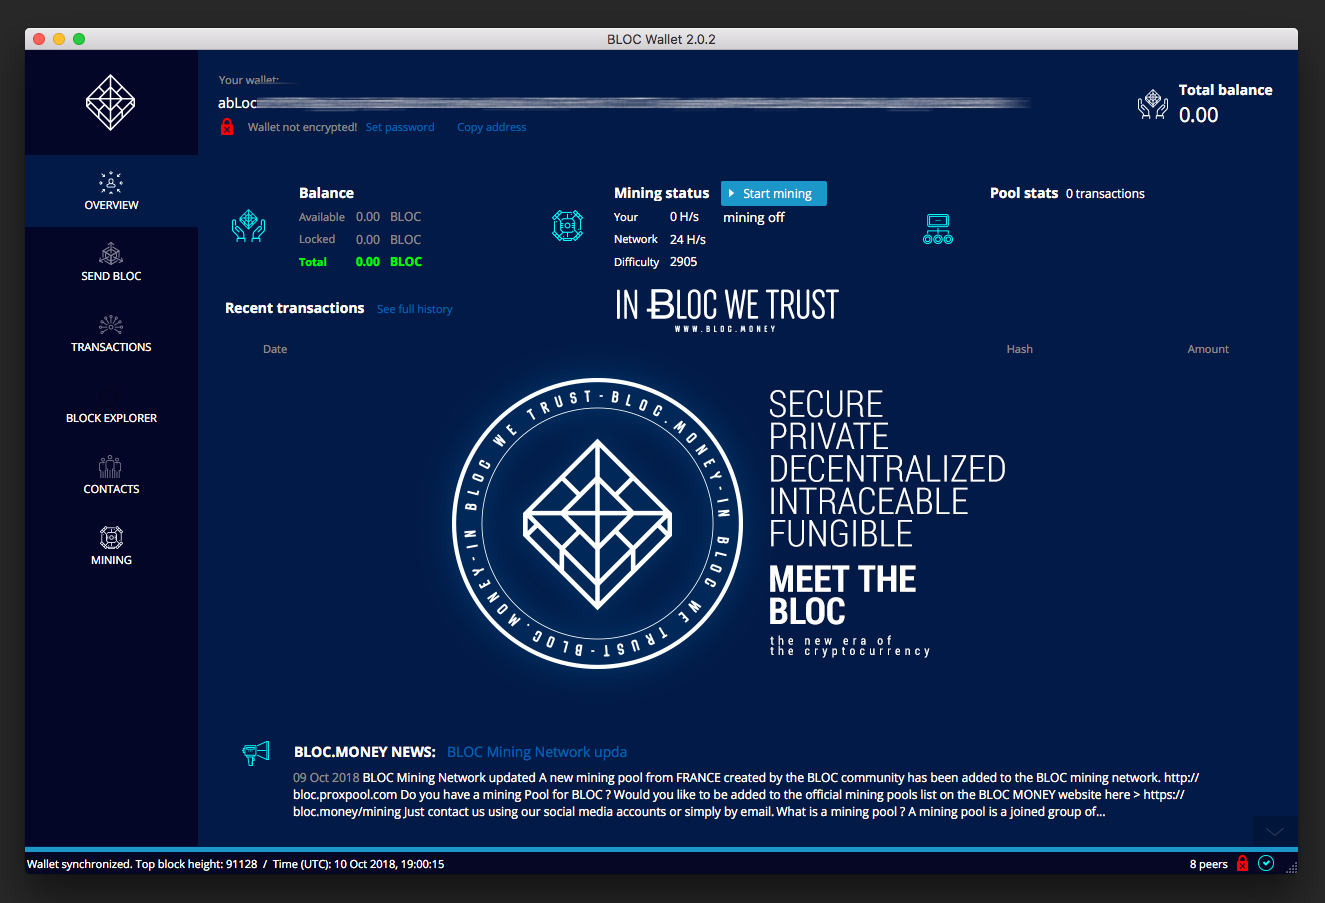 BLOC Wallet 2.0.2
Your wallet:
abLoc
Wallet not encrypted! Set password Copy address
Total balance
0.00
OVERVIEW
SEND BLOC
TRANSACTIONS
BLOCK EXPLORER
CONTACTS
MINING
Balance
Available 0.00 BLOC
Locked 0.00 BLOC
Total 0.00 BLOC
Mining status Start mining
Your 0 H/s mining off
Network 24 H/s
Difficulty 2905
Pool stats 0 transactions
Recent transactions See full history
IN BLOC WE TRUST
WWW.BLOC.MONEY
Date Hash Amount
IN BLOC WE TRUST-BLOC.MONEY-IN BLOC WE TRUST-BLOC.MONEY-
SECURE
PRIVATE
DECENTRALIZED
INTRACEABLE
FUNGIBLE
MEET THE
BLOC
the new era of
the cryptocurrency
BLOC.MONEY NEWS: BLOC Mining Network upda
09 Oct 2018 BLOC Mining Network updated A new mining pool from FRANCE created by the BLOC community has been added to the BLOC mining network. http://
bloc.proxpool.com Do you have a mining Pool for BLOC ? Would you like to be added to the official mining pools list on the BLOC MONEY website here > https://
bloc.money/mining Just contact us using our social media accounts or simply by email. What is a mining pool ? A mining pool is a joined group of...
Wallet synchronized. Top block height: 91128 / Time (UTC): 10 Oct 2018, 19:00:15
8 peers